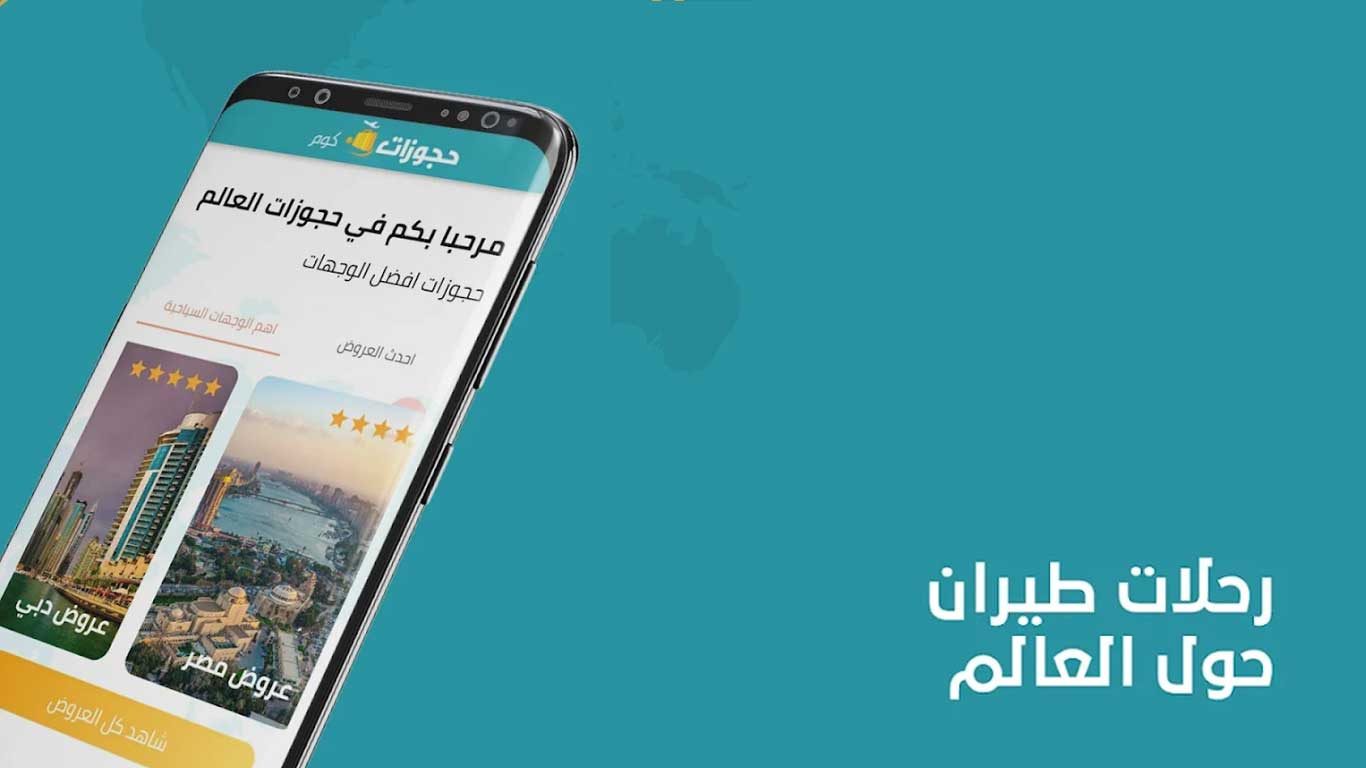 حجوزات كوم
مرحبا بكم في حجوزات العالم
حجوزات افضل الوجهات
احدث العروض
اهم الوجهات السياحية
عروض مصر
عروض دبي
شاهد كل العروض
رحلات طيران
حول العالم